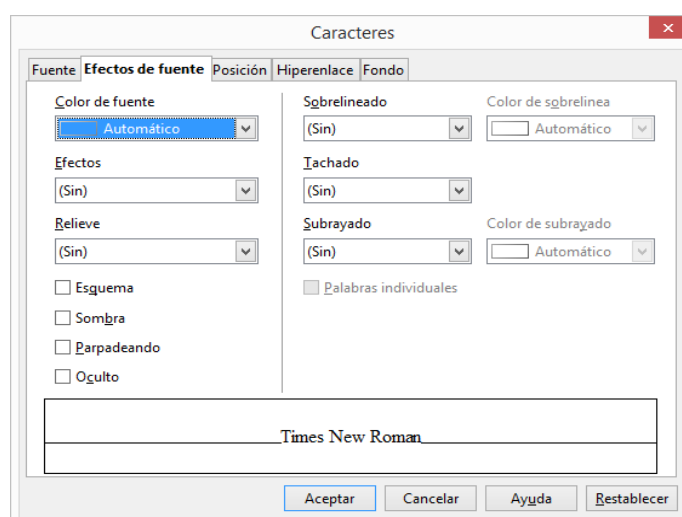 Caracteres
Fuente Efectos de fuente Posición Hiperenlace Fondo
Color de fuente
Automático
Efectos
(Sin)
Relieve
(Sin)
Esquema
Sombra
Parpadeando
Oculto
Sobrelineado
(Sin)
Color de sobrelinea
Automático
Tachado
(Sin)
Subrayado
(Sin)
Color de subrayado
Automático
Palabras individuales
Times New Roman
Aceptar Cancelar Ayuda Restablecer